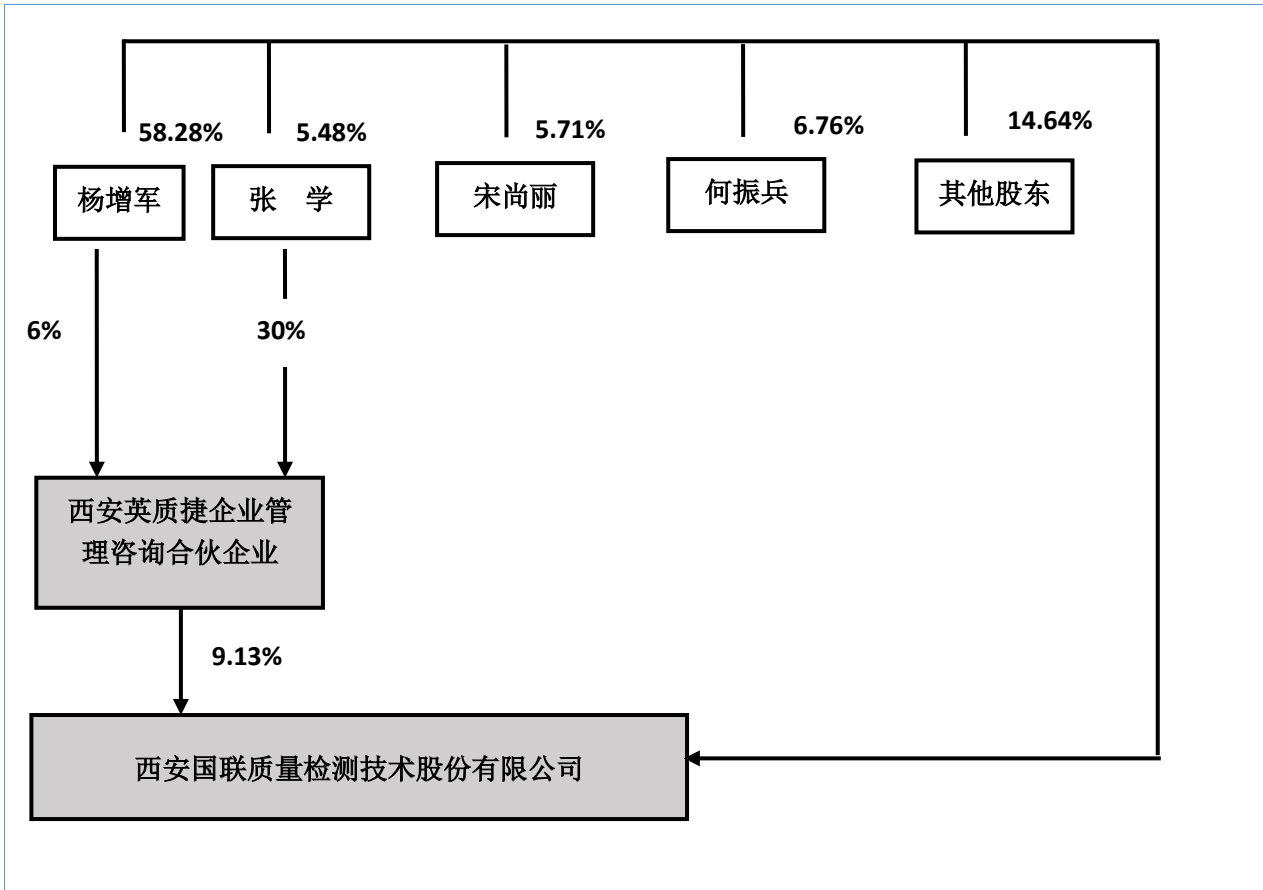 58.28%
5.48%
5.71%
6.76%
14.64%
杨增军
张 学
宋尚丽
何振兵
其他股东
6%
30%
西安英质捷企业管
理咨询合伙企业
9.13%
西安国联质量检测技术股份有限公司